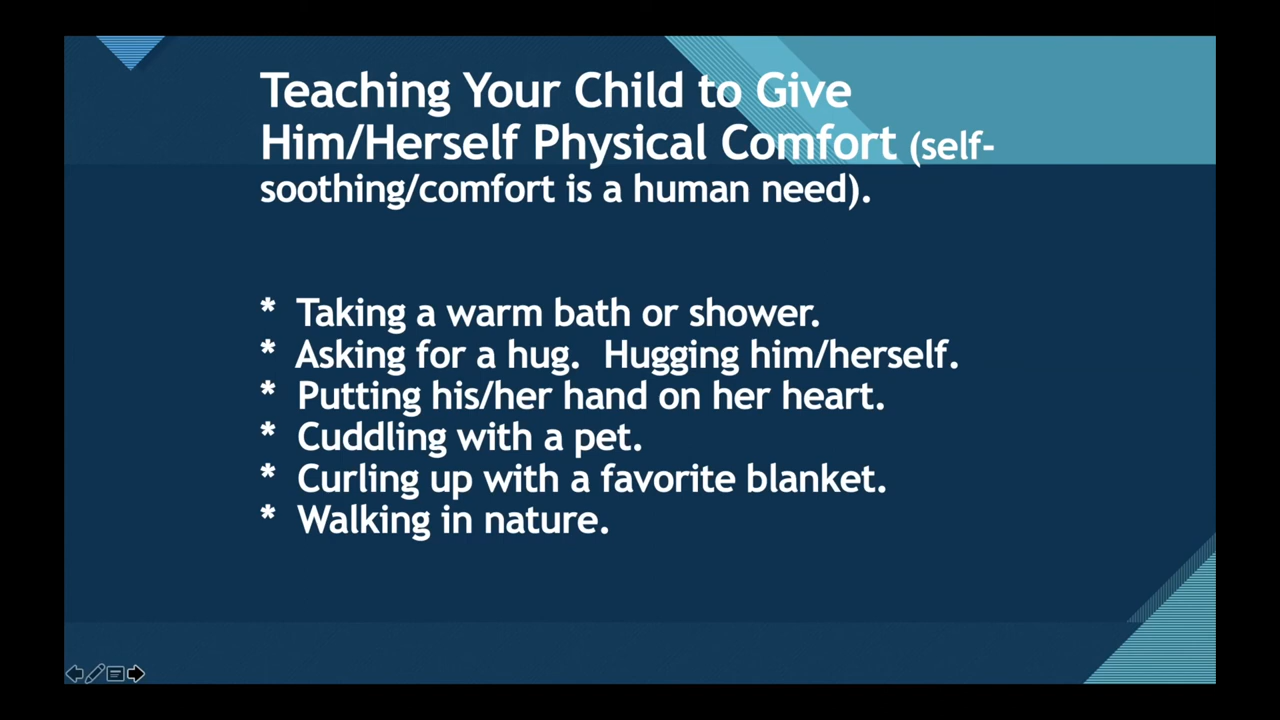 Teaching Your Child to Give
Him/Herself Physical Comfort (self-
soothing/comfort is a human need).
* Taking a warm bath or shower.
* Asking for a hug.  Hugging him/herself.
* Putting his/her hand on her heart.
* Cuddling with a pet.
* Curling up with a favorite blanket.
* Walking in nature.